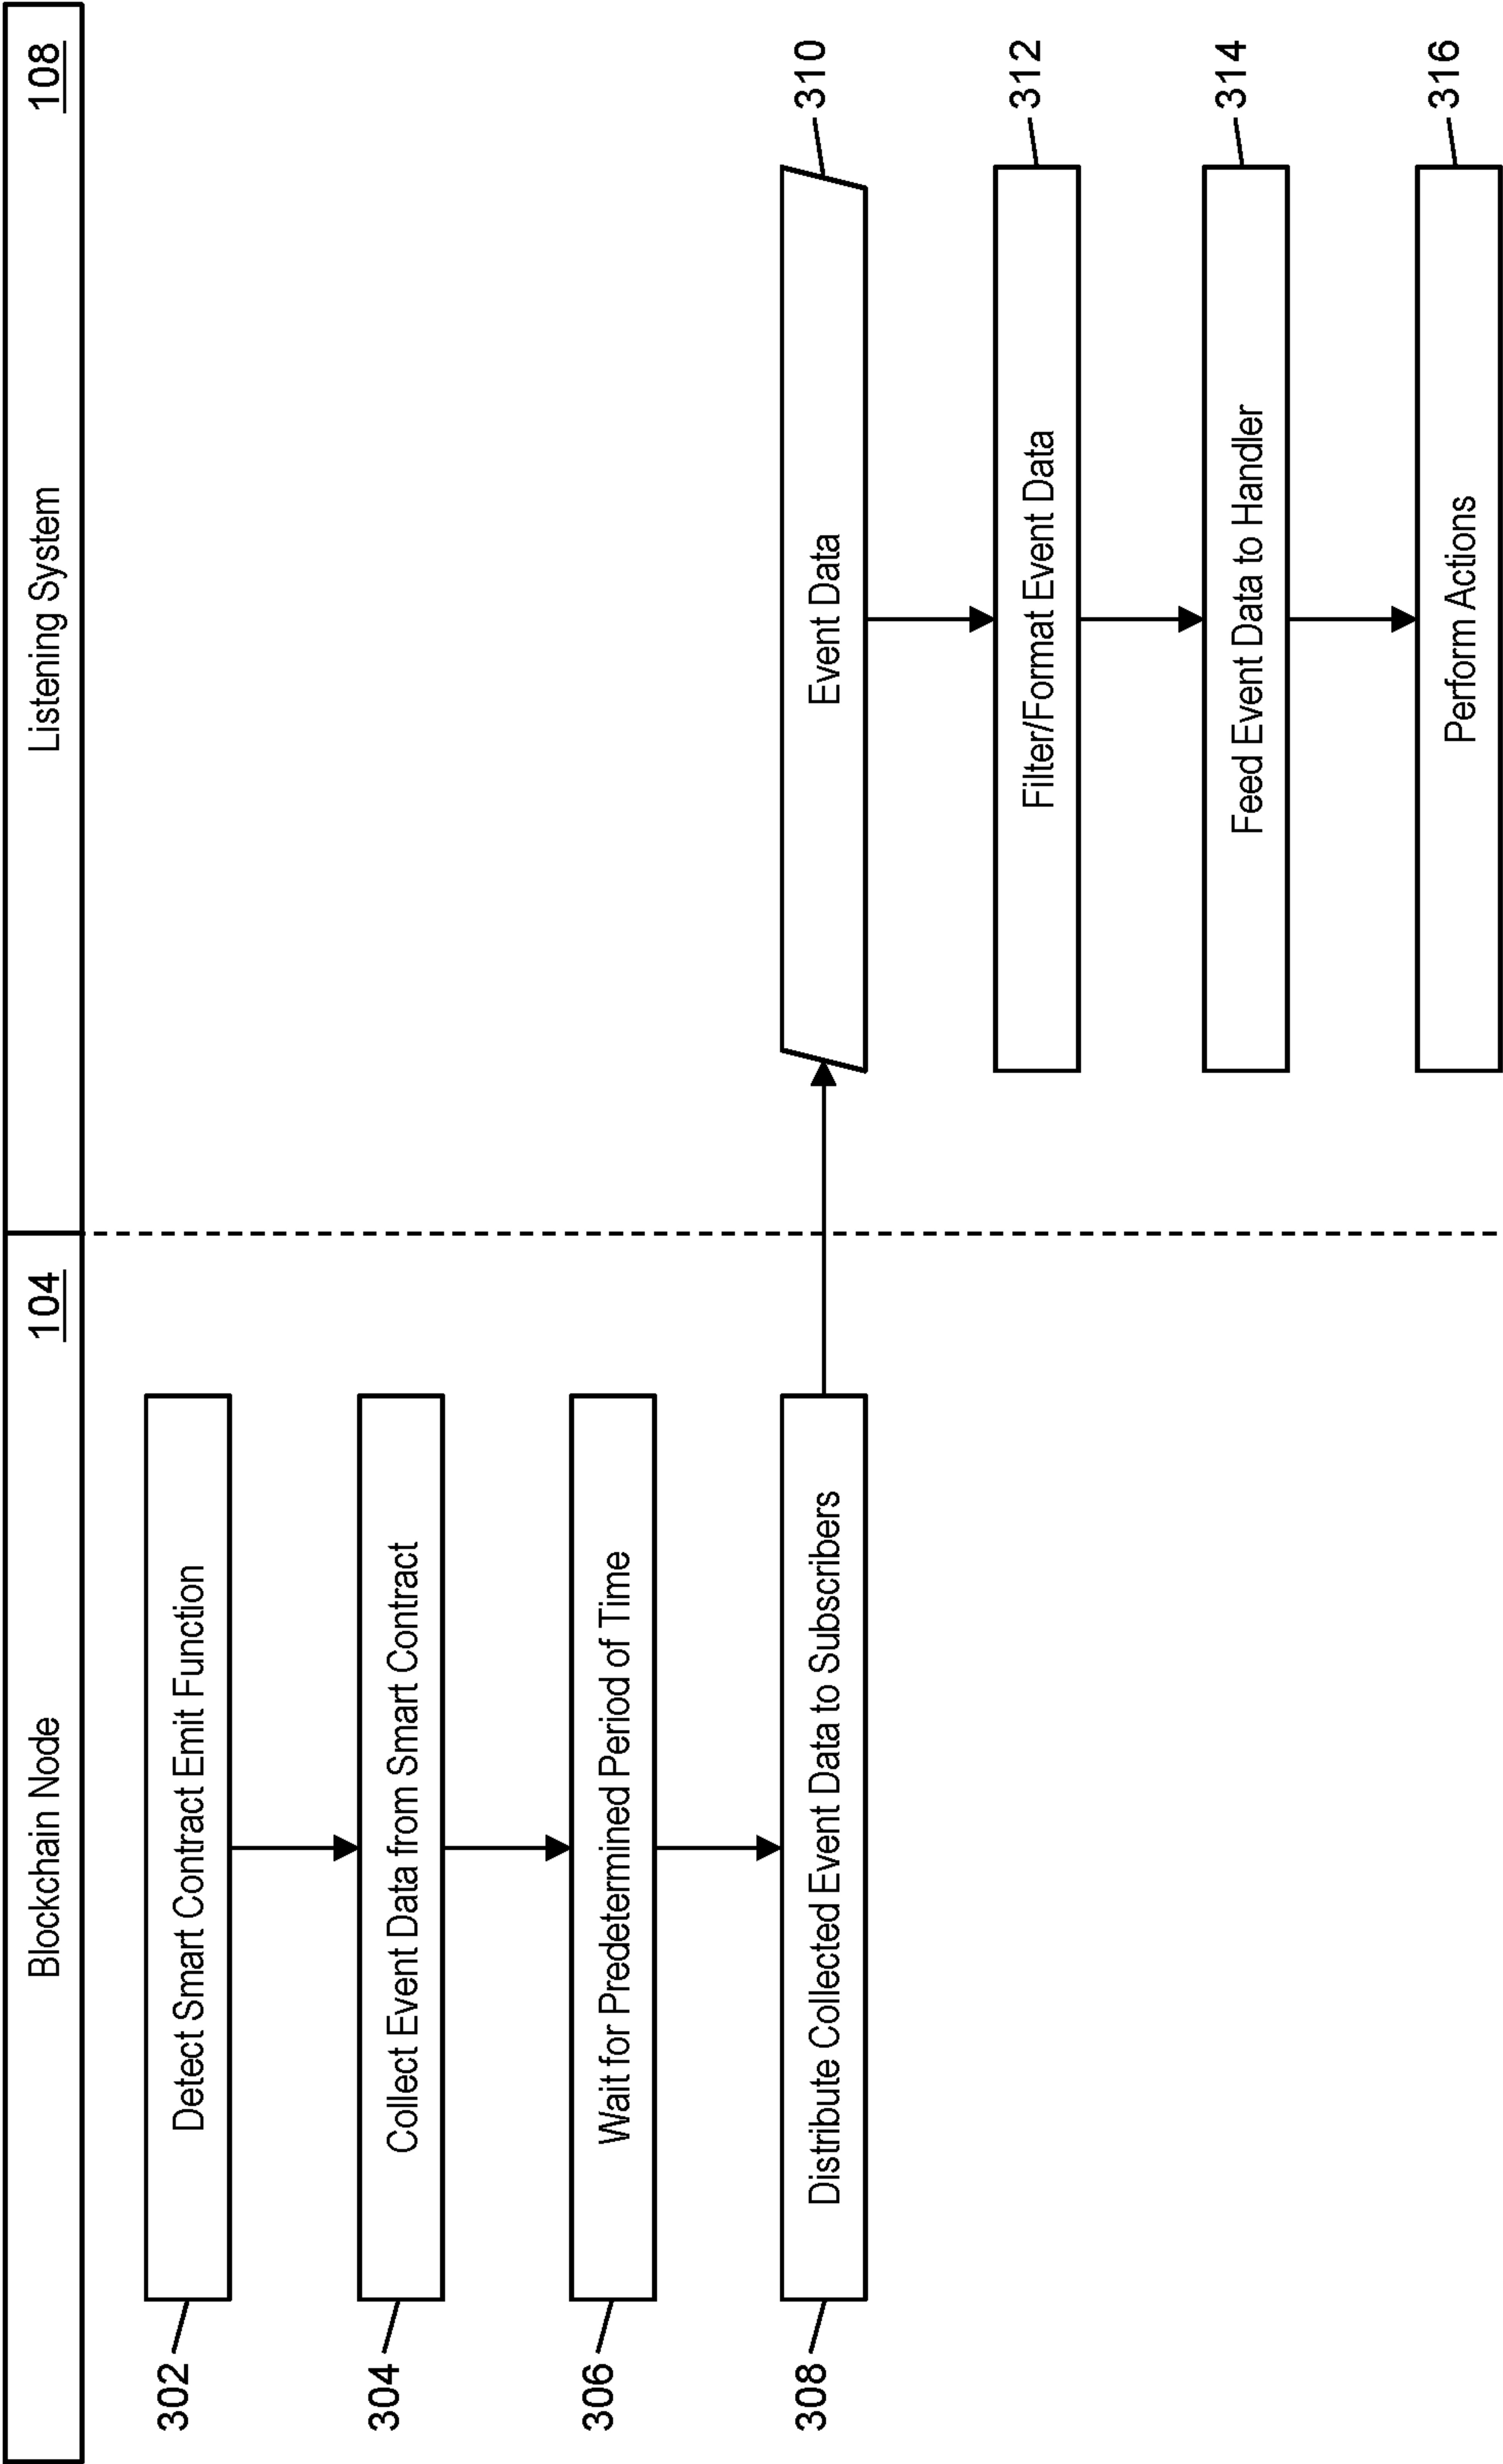 Blockchain Node
104
Listening System
108
302
Detect Smart Contract Emit Function
304
Collect Event Data from Smart Contract
306
Wait for Predetermined Period of Time
308
Distribute Collected Event Data to Subscribers
Event Data
310
Filter/Format Event Data
312
Feed Event Data to Handler
314
Perform Actions
316